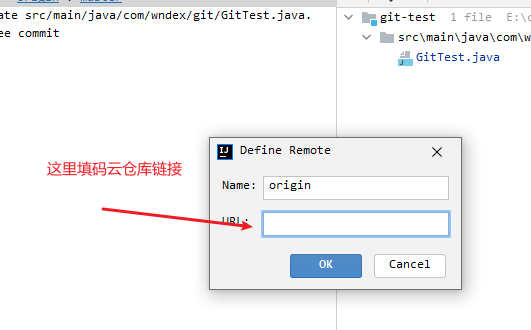 ate src/main/java/com/wndex/git/GitTest.java.
ee commit
git-test 1 file
src\main\java\com\w
GitTest.java
Define Remote
这里填码云仓库链接
Name: origin
URL:
OK Cancel